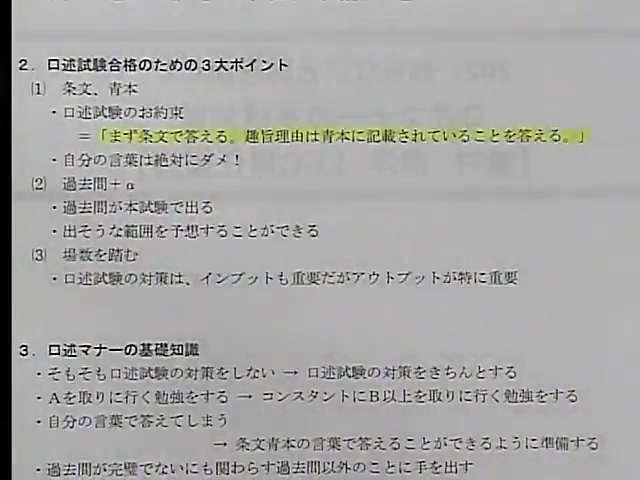 ２．口述試験合格のための３大ポイント
⑴　条文、青本
・口述試験のお約束
＝「まず条文で答える。趣旨理由は青本に記載されていることを答える。」
・自分の言葉は絶対にダメ！
⑵　過去問＋α
・過去問が本試験で出る
・出そうな範囲を予想することができる
⑶　場数を踏む
・口述試験の対策は、インプットも重要だがアウトプットが特に重要
３．口述マナーの基礎知識
・そもそも口述試験の対策をしない → 口述試験の対策をきちんとする
・Ａを取りに行く勉強をする → コンスタントにＢ以上を取りに行く勉強をする
・自分の言葉で答えてしまう
→ 条文青本の言葉で答えることができるように準備する
・過去問が完璧でないにも関わらす過去問以外のことに手を出す